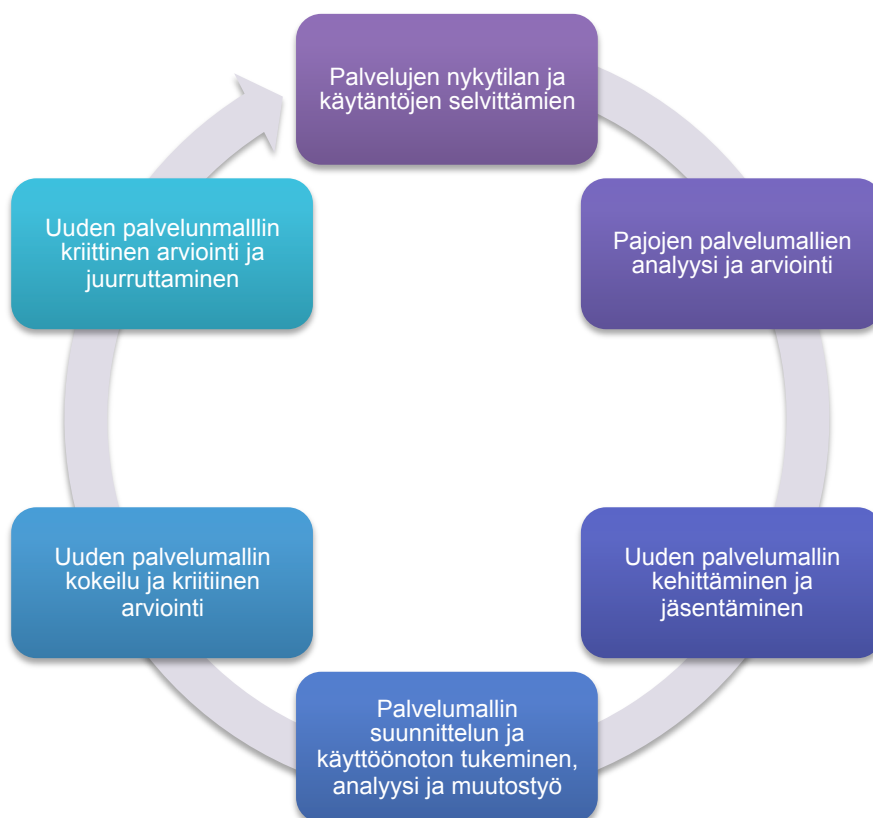 Palvelujen nykytilan ja
käytäntöjen selvittämien
Pajojen palvelumallien
analyysi ja arviointi
Uuden palvelumallin
kehittäminen ja
jäsentäminen
Palvelumallin
suunnittelun ja
käyttöönoton tukeminen,
analyysi ja muutostyö
Uuden palvelumallin
kokeilu ja kriitiinen
arviointi
Uuden palvelunmalllin
kriittinen arviointi ja
juurruttaminen